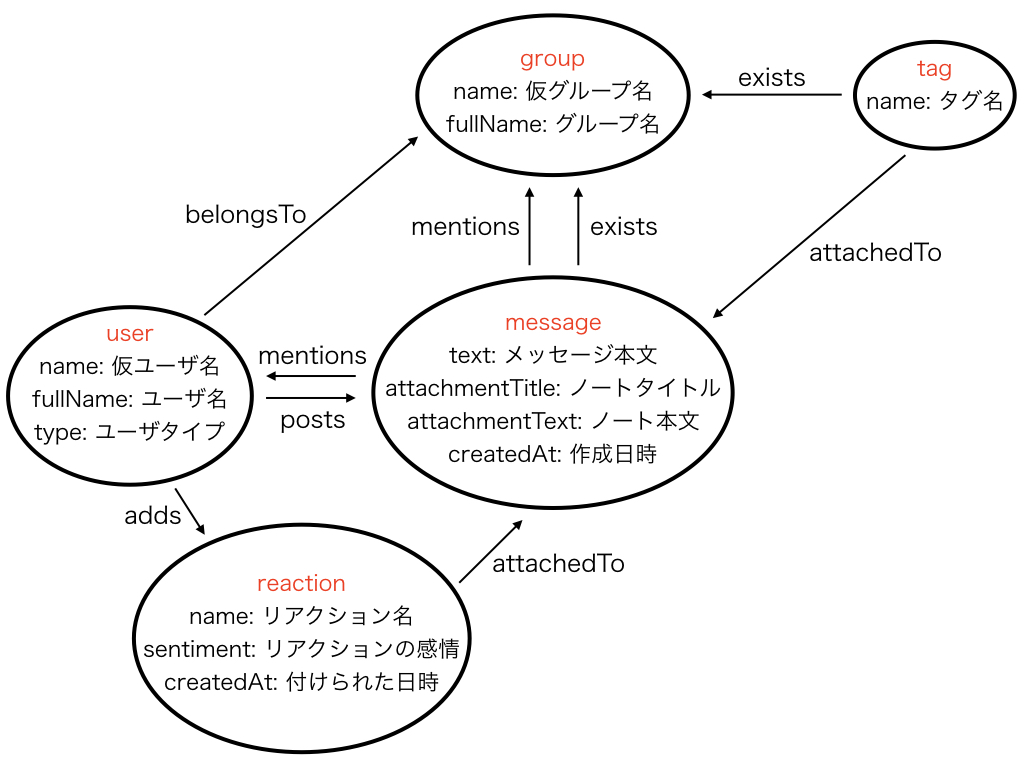 group
name: 仮グループ名
fullName: グループ名
exists
tag
name: タグ名
belongsTo
mentions
exists
attachedTo
user
name: 仮ユーザ名
fullName: ユーザ名
type: ユーザタイプ
mentions
posts
message
text: メッセージ本文
attachmentTitle: ノートタイトル
attachmentText: ノート本文
createdAt: 作成日時
adds
attachedTo
reaction
name: リアクション名
sentiment: リアクションの感情
createdAt: 付けられた日時